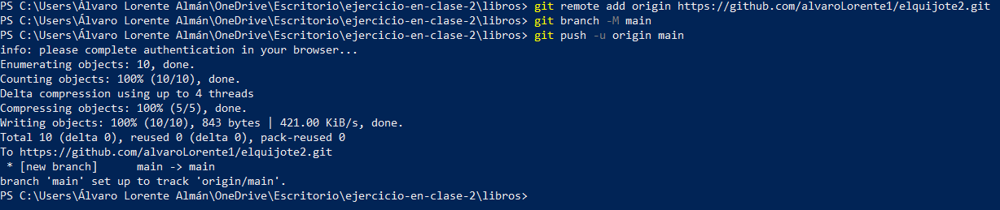 PS C:\Users\Álvaro Lorente Almán\OneDrive\Escritorio\ejercicio-en-clase-2\libros> git remote add origin https://github.com/alvaroLorente1/elquijote2.git
PS C:\Users\Álvaro Lorente Almán\OneDrive\Escritorio\ejercicio-en-clase-2\libros> git branch -M main
PS C:\Users\Álvaro Lorente Almán\OneDrive\Escritorio\ejercicio-en-clase-2\libros> git push -u origin main
info: please complete authentication in your browser...
Enumerating objects: 10, done.
Counting objects: 100% (10/10), done.
Delta compression using up to 4 threads
Compressing objects: 100% (5/5), done.
Writing objects: 100% (10/10), 843 bytes | 421.00 KiB/s, done.
Total 10 (delta 0), reused 0 (delta 0), pack-reused 0
To https://github.com/alvaroLorente1/elquijote2.git
 * [new branch]      main -> main
branch 'main' set up to track 'origin/main'.
PS C:\Users\Álvaro Lorente Almán\OneDrive\Escritorio\ejercicio-en-clase-2\libros>